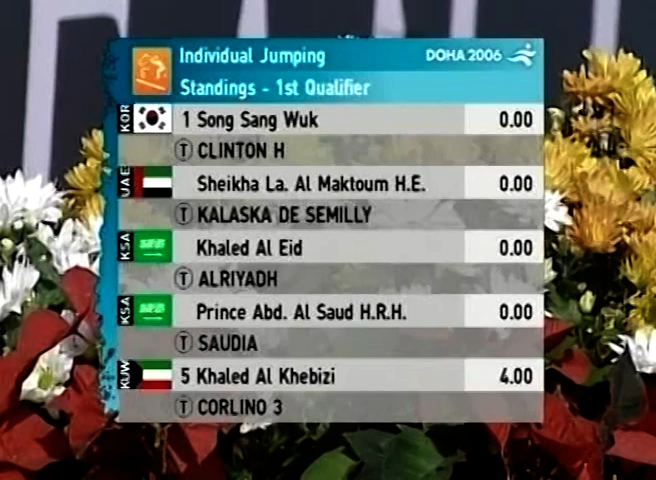 Individual Jumping DOHA 2006
Standings - 1st Qualifier
KOR 1 Song Sang Wuk 0.00
T CLINTON H
UAE Sheikha La. Al Maktoum H.E. 0.00
T KALASKA DE SEMILLY
KSA Khaled Al Eid 0.00
T ALRIYADH
KSA Prince Abd. Al Saud H.R.H. 0.00
T SAUDIA
KUW 5 Khaled Al Khebizi 4.00
T CORLINO 3